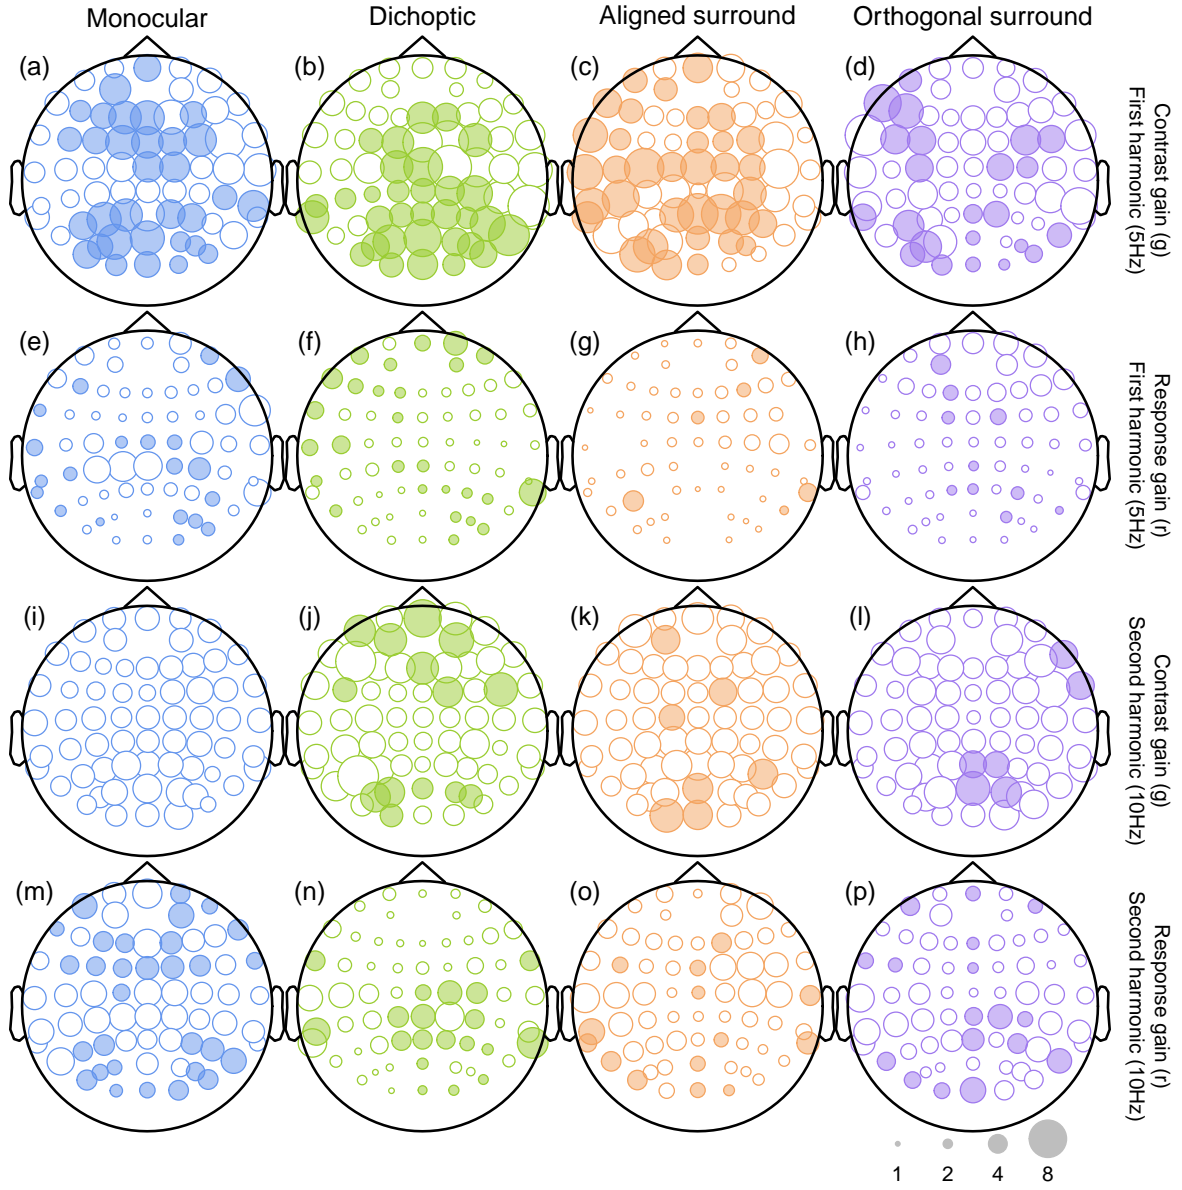 Monocular Dichoptic Aligned surround Orthogonal surround
(a) (b) (c) (d)
Contrast gain (g)
First harmonic (5Hz)
(e) (f) (g) (h)
Response gain (r)
First harmonic (5Hz)
(i) (j) (k) (l)
Contrast gain (g)
Second harmonic (10Hz)
(m) (n) (o) (p)
Response gain (r)
Second harmonic (10Hz)
1 2 4 8